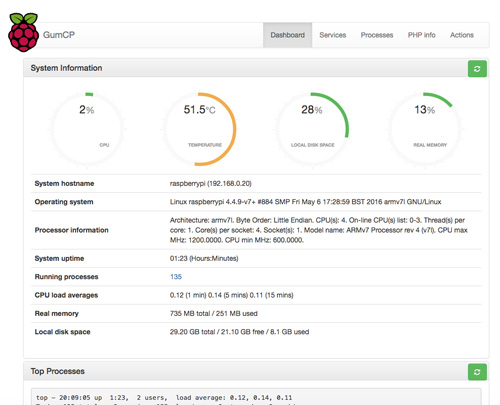 GumCP
Dashboard Services Processes PHP info Actions
System Information
2%
CPU
51.5°C
TEMPERATURE
28%
LOCAL DISK SPACE
13%
REAL MEMORY
System hostname raspberrypi (192.168.0.20)
Operating system Linux raspberrypi 4.4.9-v7+ #884 SMP Fri May 6 17:28:59 BST 2016 armv7l GNU/Linux
Processor information Architecture: armv7l. Byte Order: Little Endian. CPU(s): 4. On-line CPU(s) list: 0-3. Thread(s) per
core: 1. Core(s) per socket: 4. Socket(s): 1. Model name: ARMv7 Processor rev 4 (v7l). CPU max
MHz: 1200.0000. CPU min MHz: 600.0000.
System uptime 01:23 (Hours:Minutes)
Running processes 135
CPU load averages 0.12 (1 min) 0.14 (5 mins) 0.11 (15 mins)
Real memory 735 MB total / 251 MB used
Local disk space 29.20 GB total / 21.10 GB free / 8.1 GB used
Top Processes
top - 20:09:05 up 1:23, 2 users, load average: 0.12, 0.14, 0.11